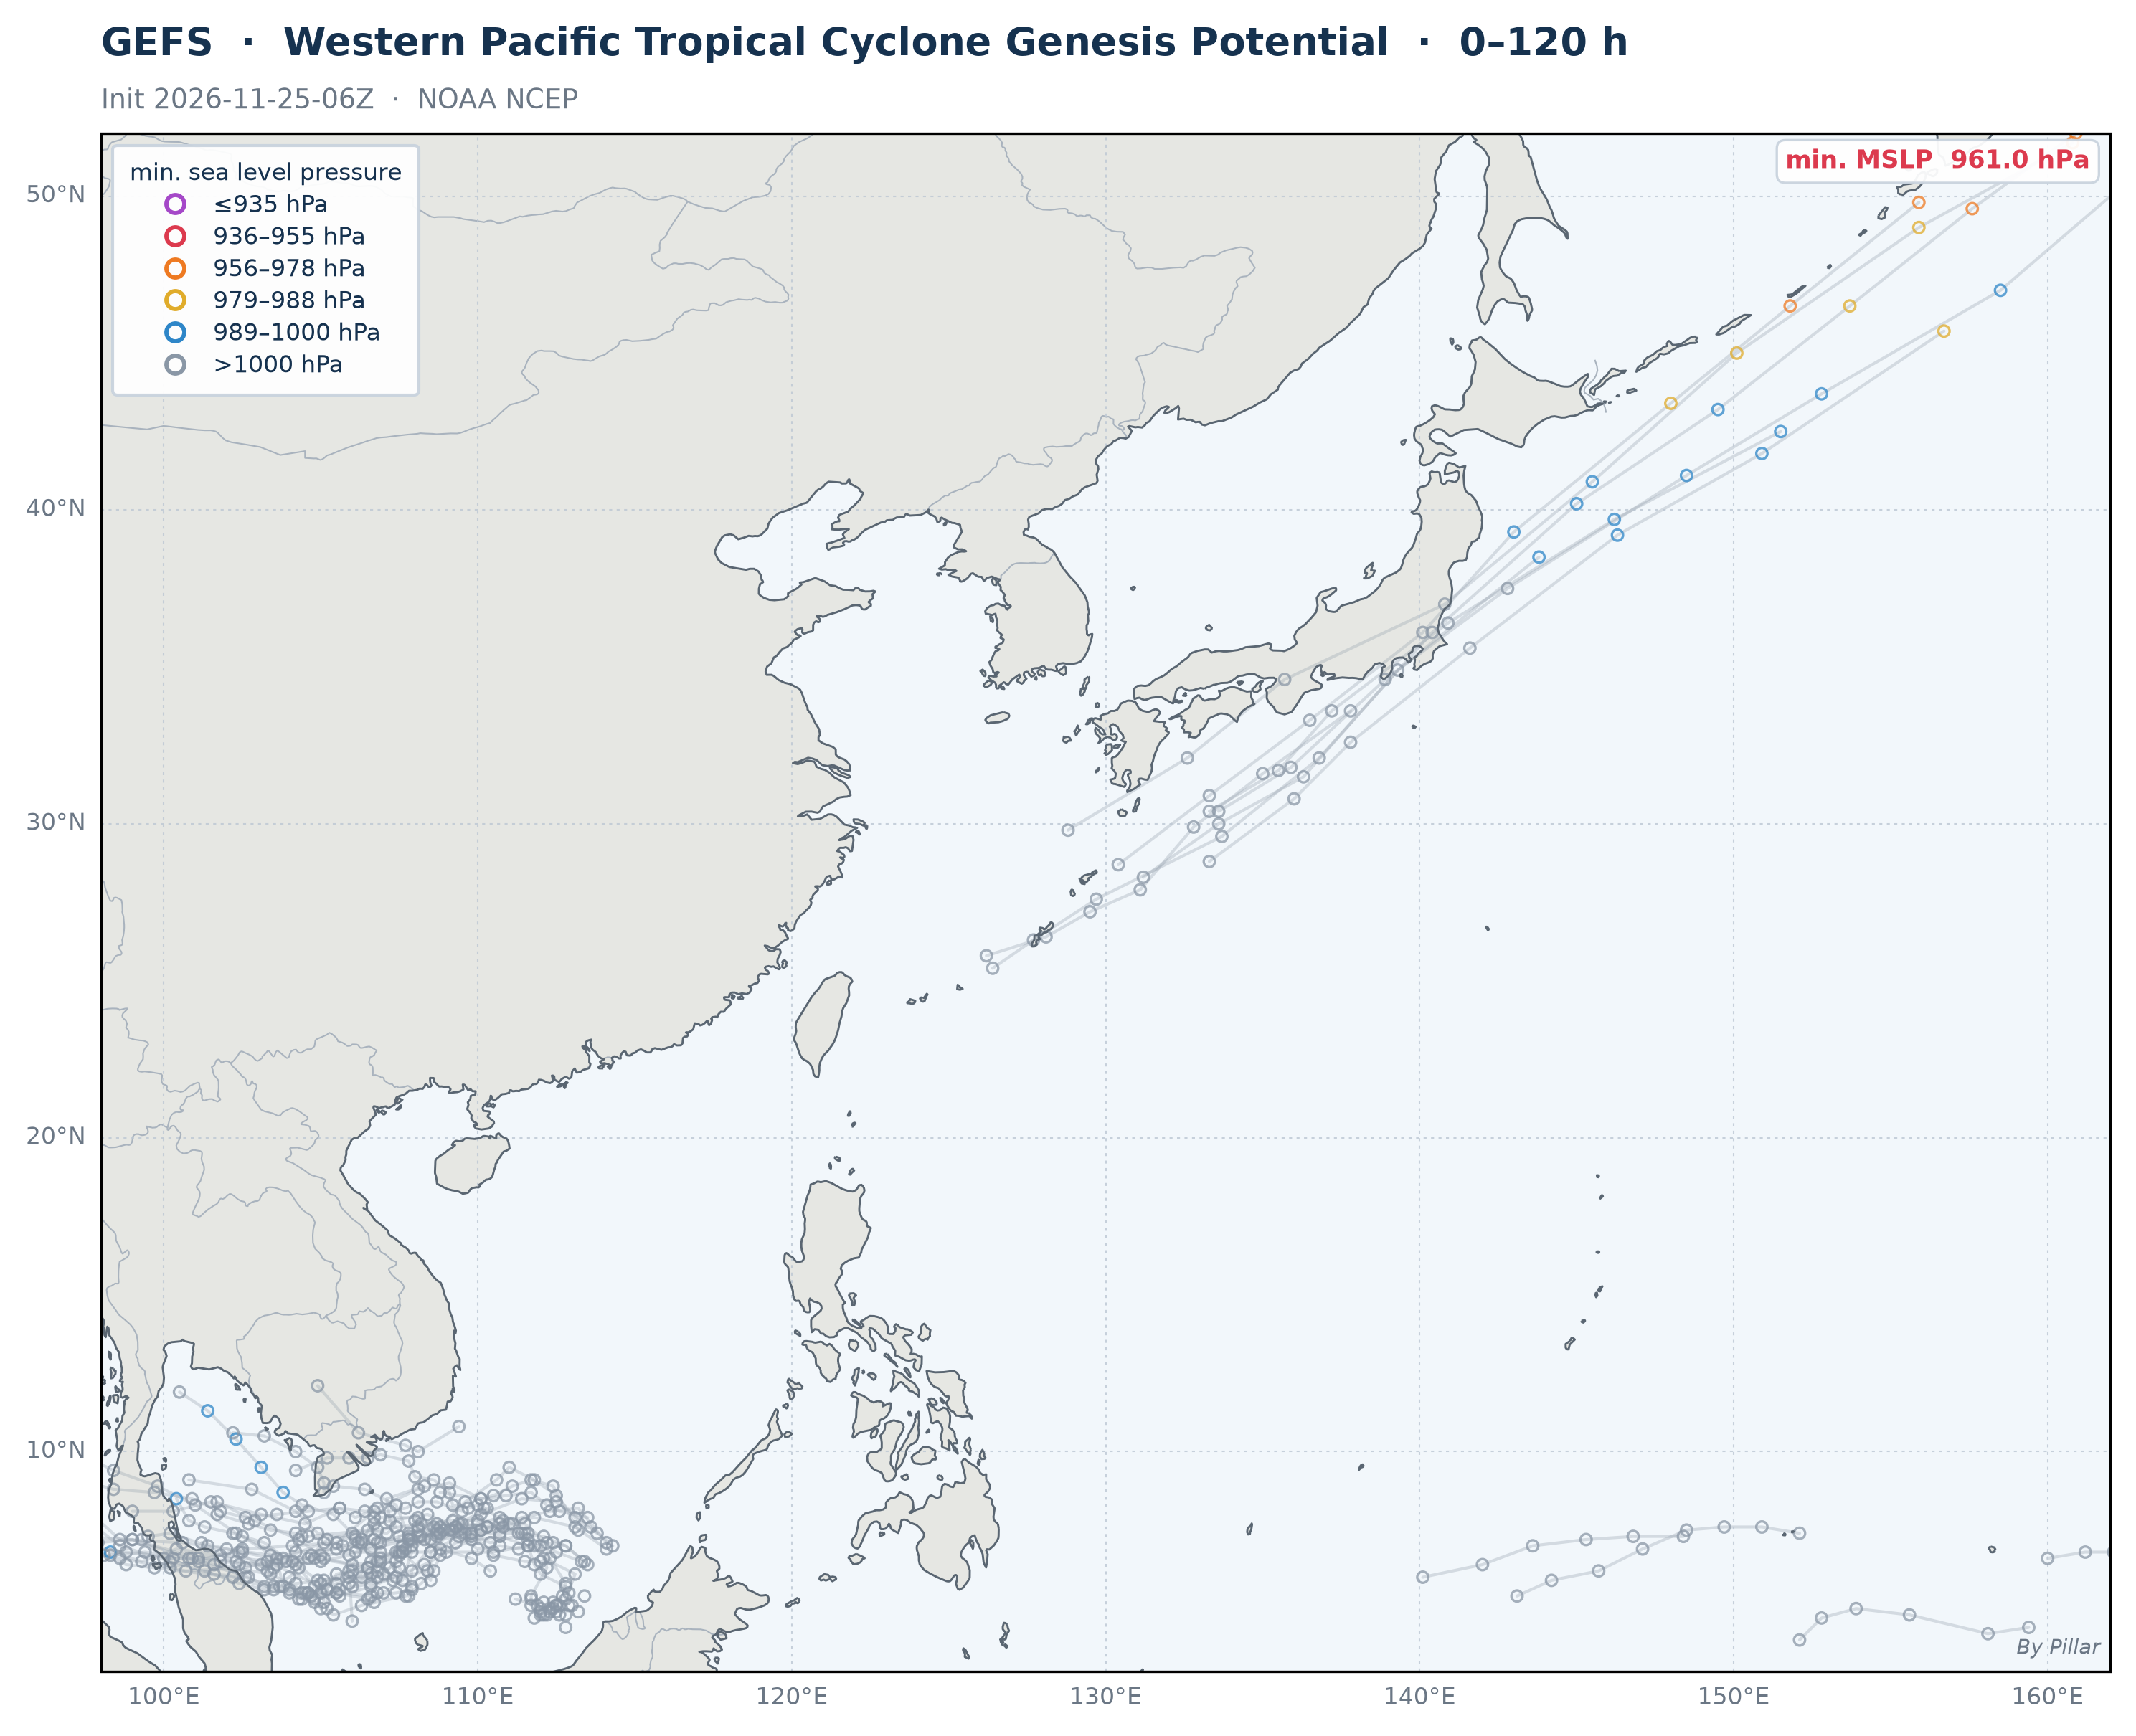 GEFS · Western Pacific Tropical Cyclone Genesis Potential · 0–120 h
Init 2026-11-25-06Z · NOAA NCEP
min. sea level pressure
≤935 hPa
936–955 hPa
956–978 hPa
979–988 hPa
989–1000 hPa
>1000 hPa
min. MSLP 961.0 hPa
50°N
40°N
30°N
20°N
10°N
By Pillar
100°E
110°E
120°E
130°E
140°E
150°E
160°E